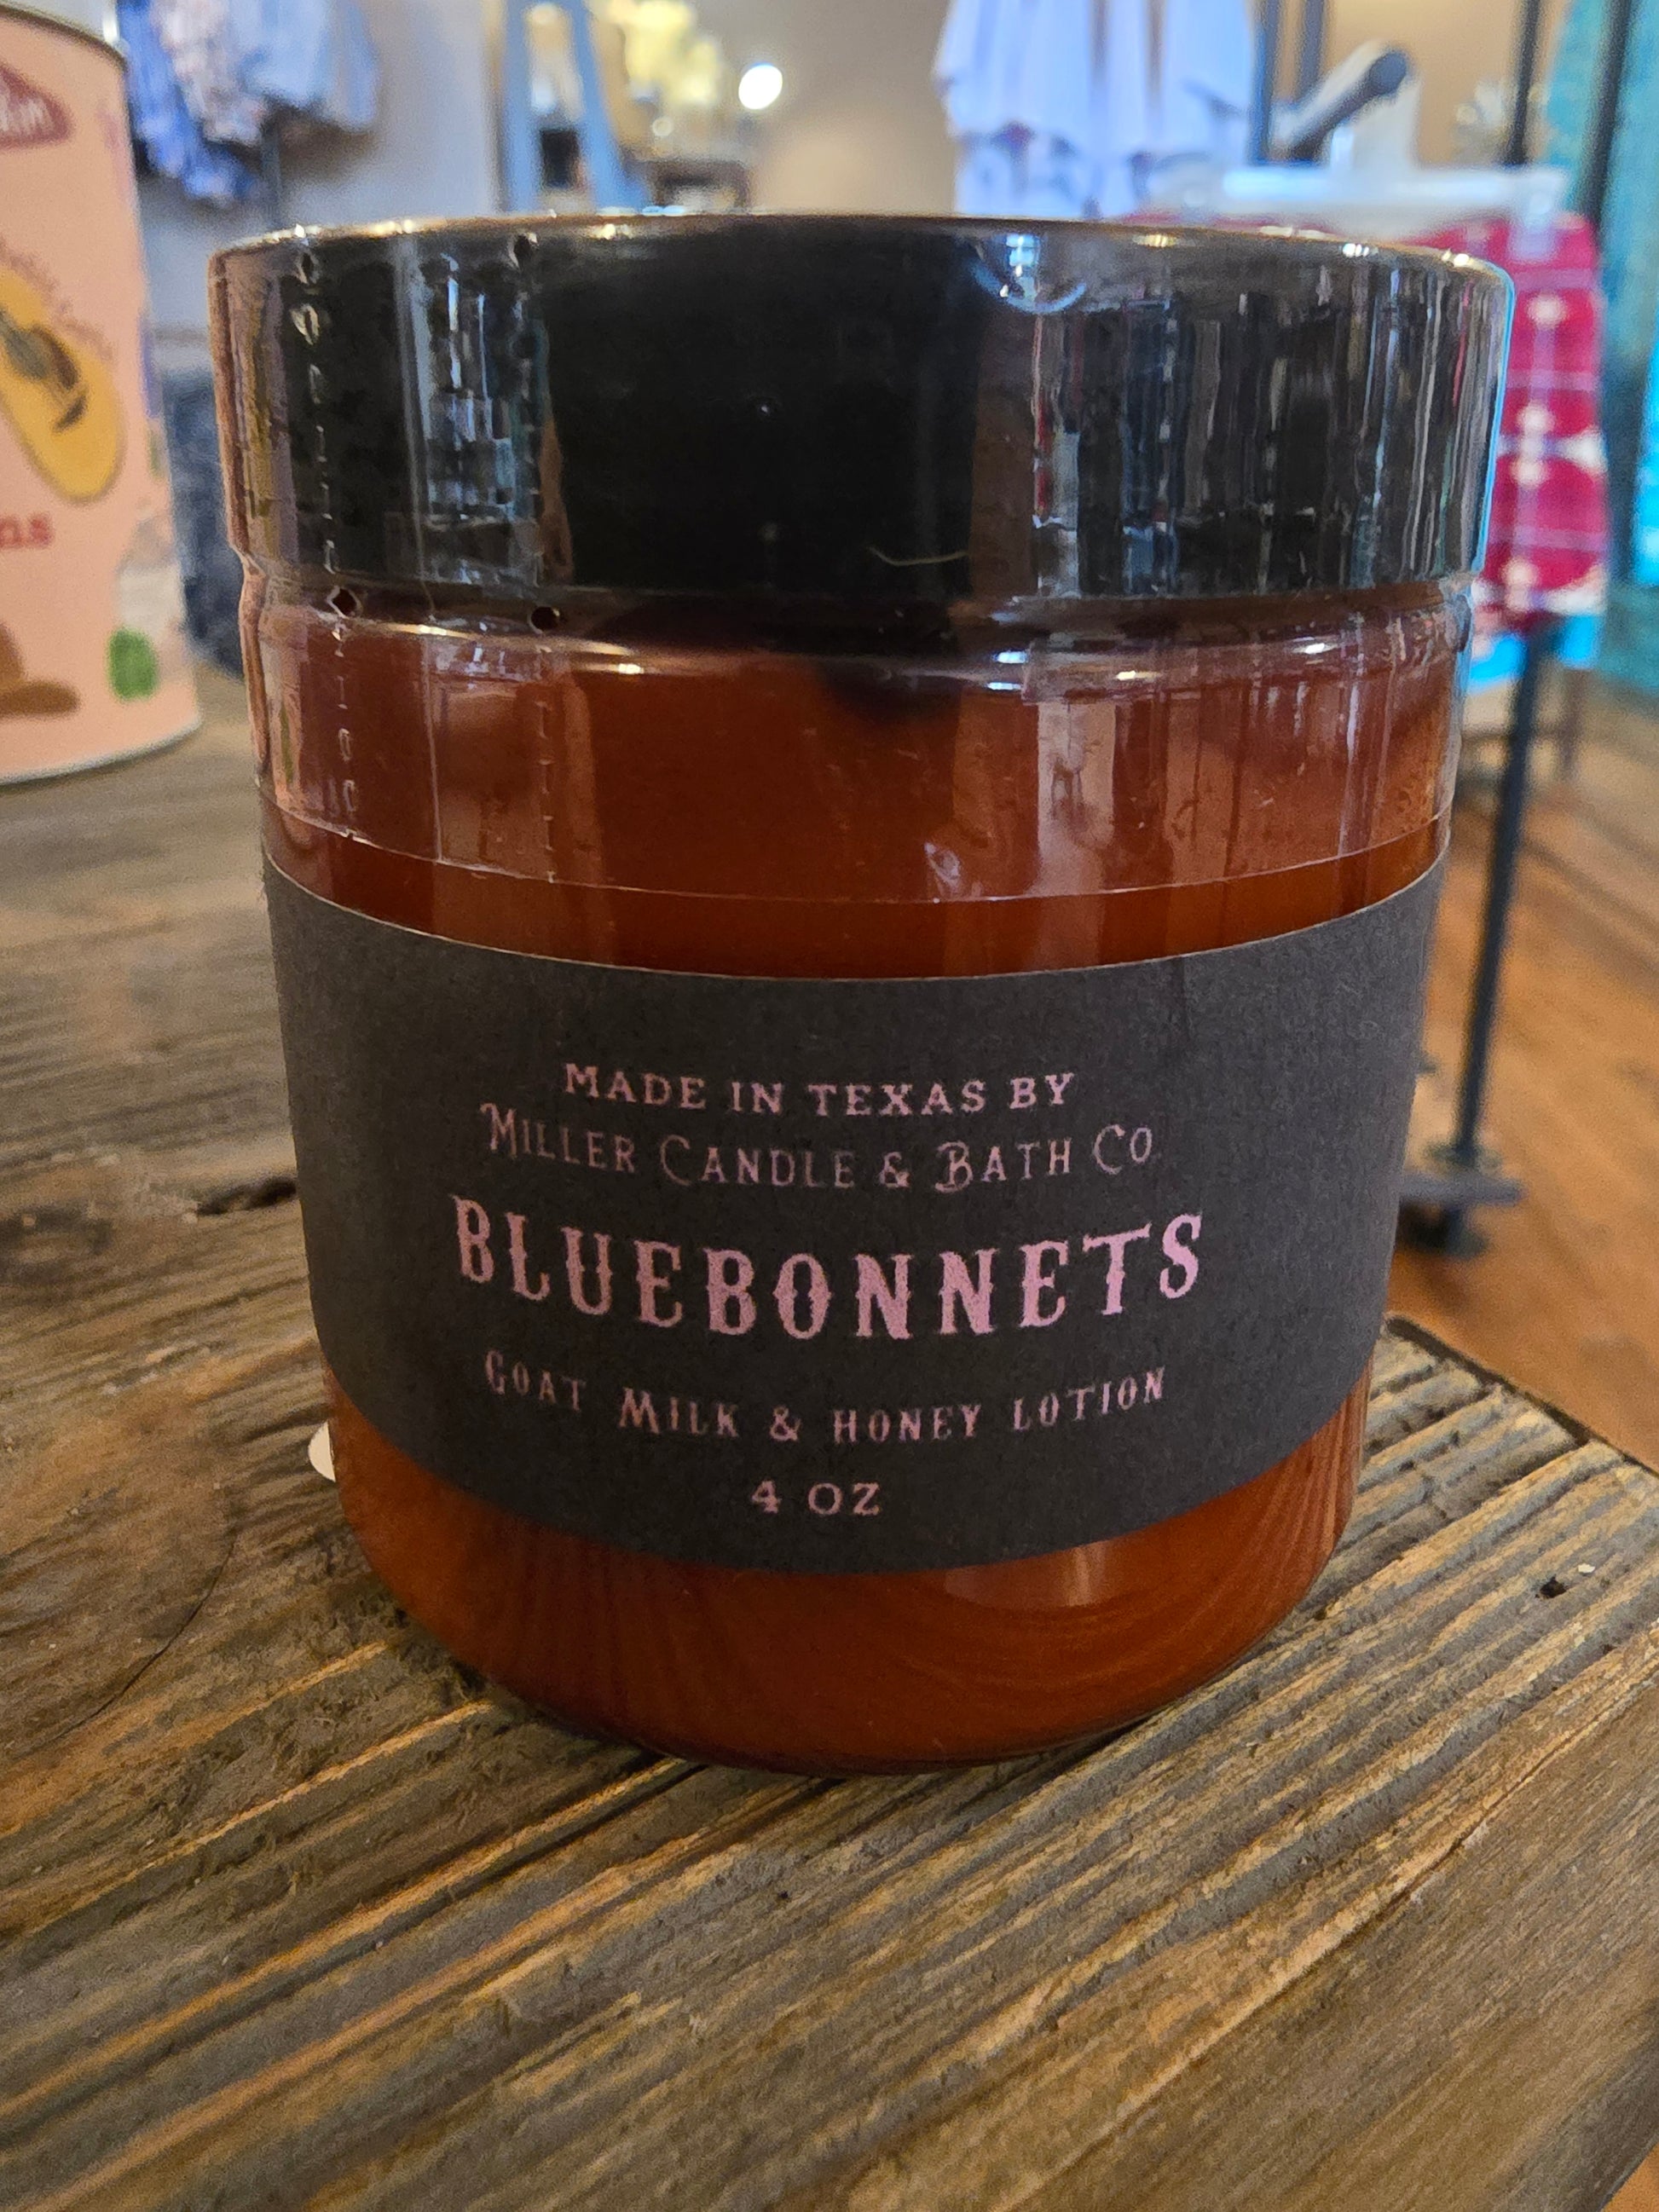 MADE IN TEXAS BY
MILLER CANDLE & BATH CO.
BLUEBONNETS
GOAT MILK & HONEY LOTION
4 OZ